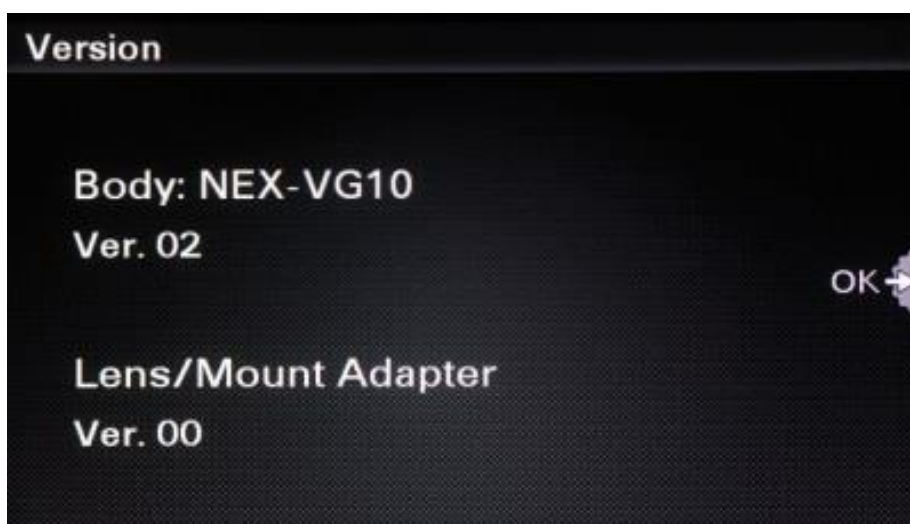 Version
Body: NEX-VG10
Ver. 02
OK
Lens/Mount Adapter
Ver. 00